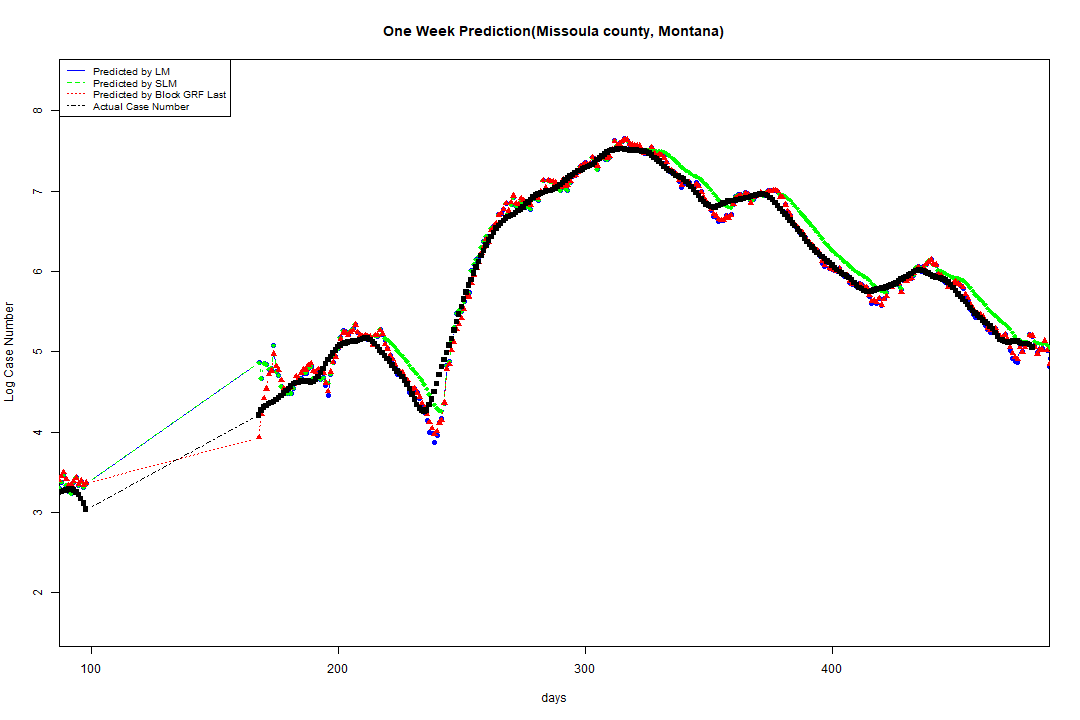 One Week Prediction(Missoula county, Montana)
Predicted by LM
Predicted by SLM
Predicted by Block GRF Last
Actual Case Number
Log Case Number
8
7
6
5
4
3
2
100 200 300 400
days